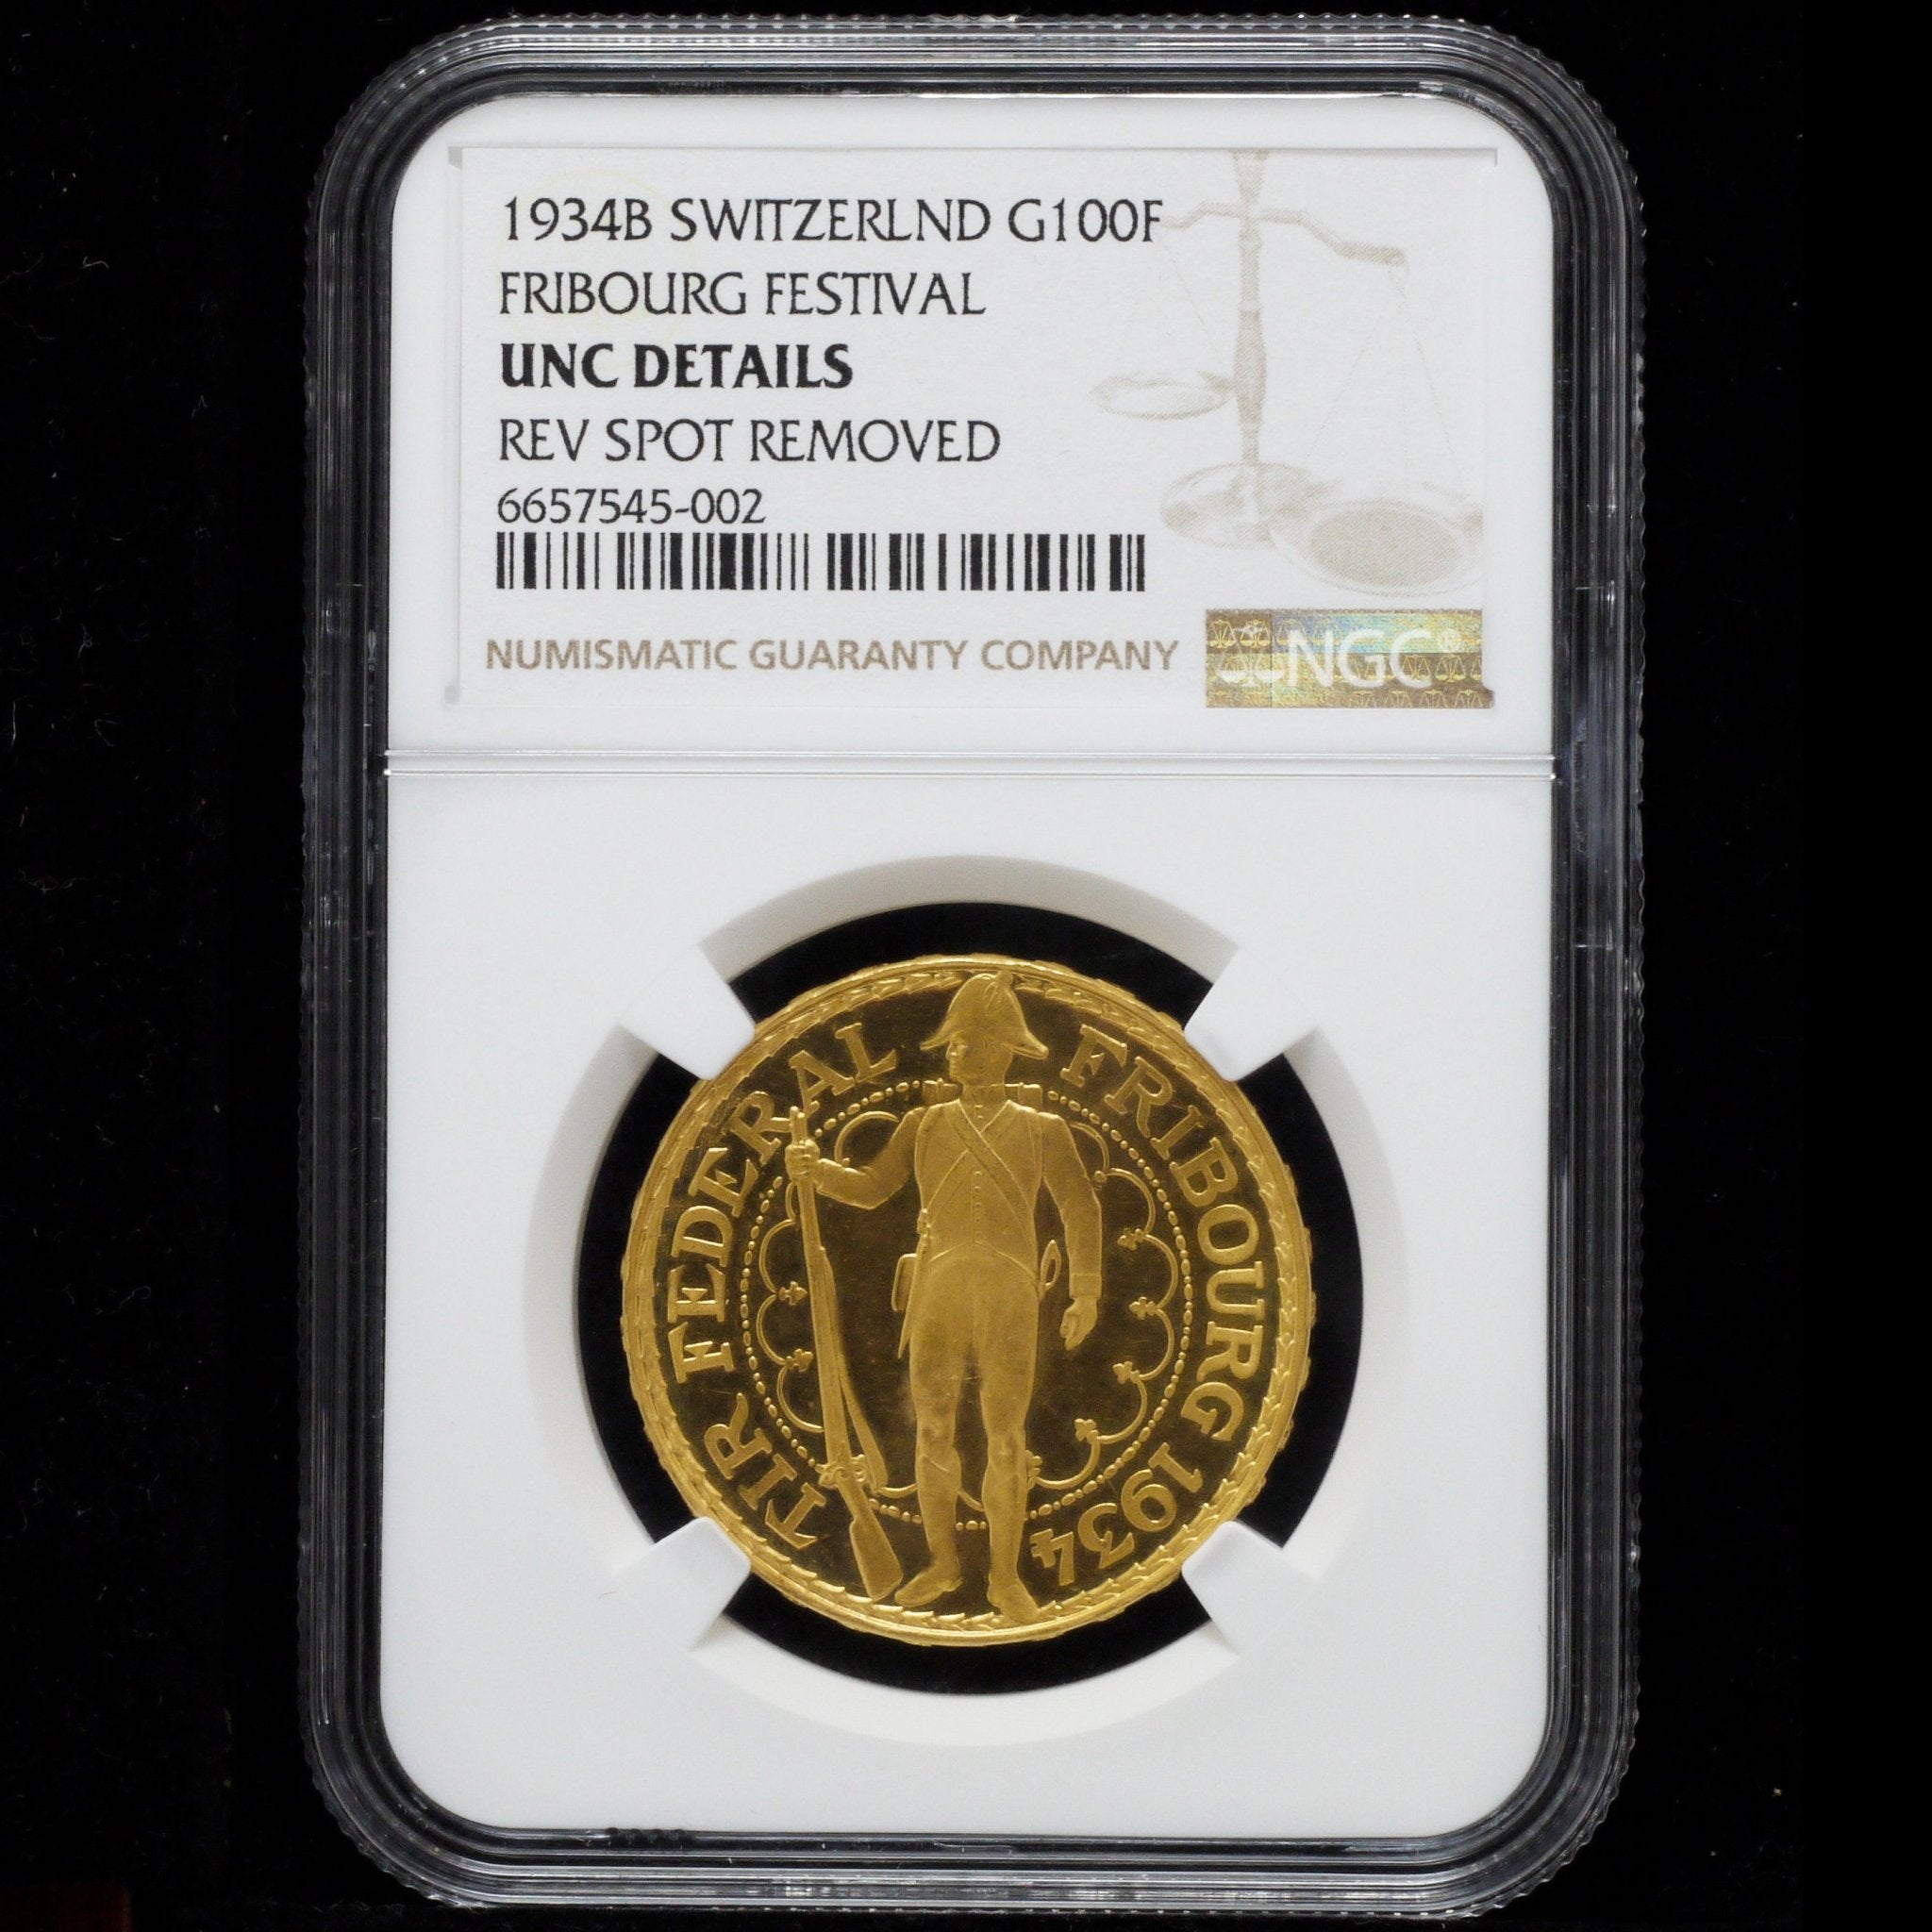 1934B SWITZERLND G100F
FRIBOURG FESTIVAL
UNC DETAILS
REV SPOT REMOVED
6657545-002
NUMISMATIC GUARANTY COMPANY
NGC®
TIR FEDERAL FRIBOURG 1934